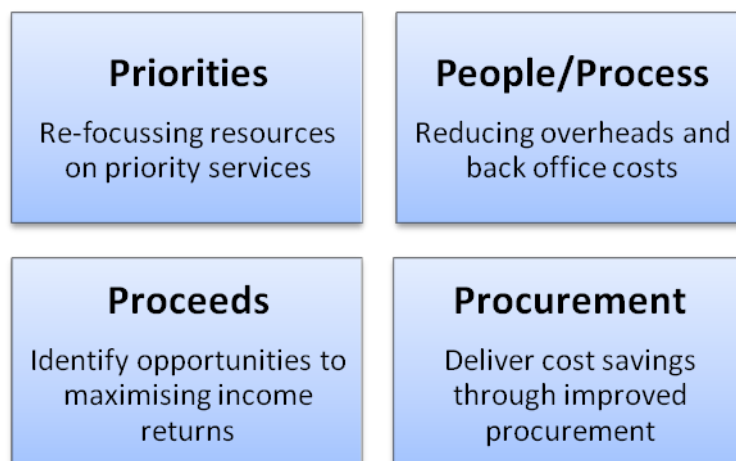 Priorities
Re-focussing resources
on priority services
People/Process
Reducing overheads and
back office costs
Proceeds
Identify opportunities to
maximising income
returns
Procurement
Deliver cost savings
through improved
procurement